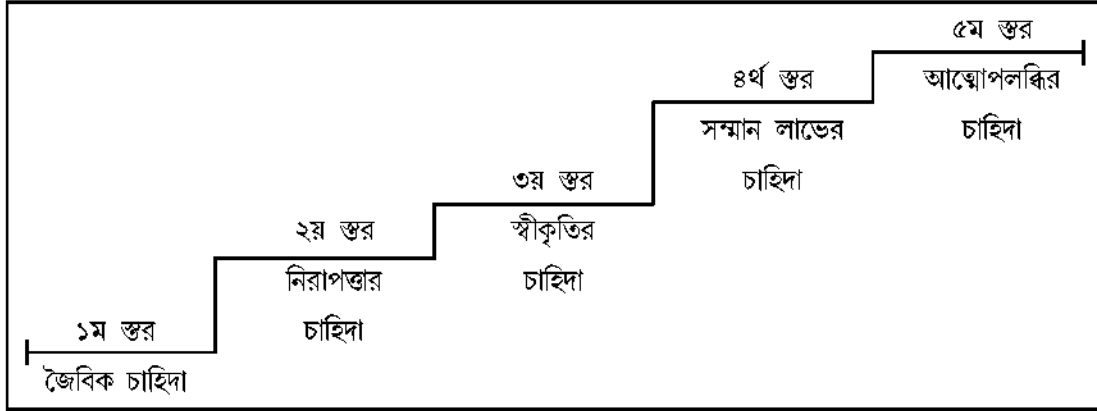 ৫ম স্তর
আত্মোপলব্ধির
চাহিদা
৪র্থ স্তর
সম্মান লাভের
চাহিদা
৩য় স্তর
স্বীকৃতির
চাহিদা
২য় স্তর
নিরাপত্তার
চাহিদা
১ম স্তর
জৈবিক চাহিদা